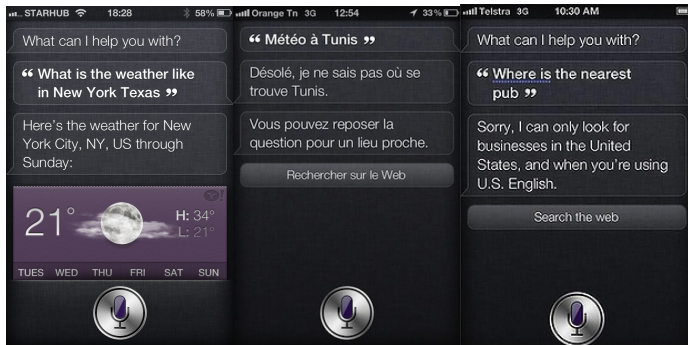 STARHUB 18:28 58%
What can I help you with?
“ What is the weather like
in New York Texas ”
Here's the weather for New
York City, NY, US through
Sunday:
21°
H: 34°
L: 21°
TUES WED THU FRI SAT SUN
Orange Tn 3G 12:54 33%
“ Météo à Tunis ”
Désolé, je ne sais pas où se
trouve Tunis.
Vous pouvez reposer la
question pour un lieu proche.
Rechercher sur le Web
Telstra 3G 10:30 AM
What can I help you with?
“ Where is the nearest
pub ”
Sorry, I can only look for
businesses in the United
States, and when you're using
U.S. English.
Search the web